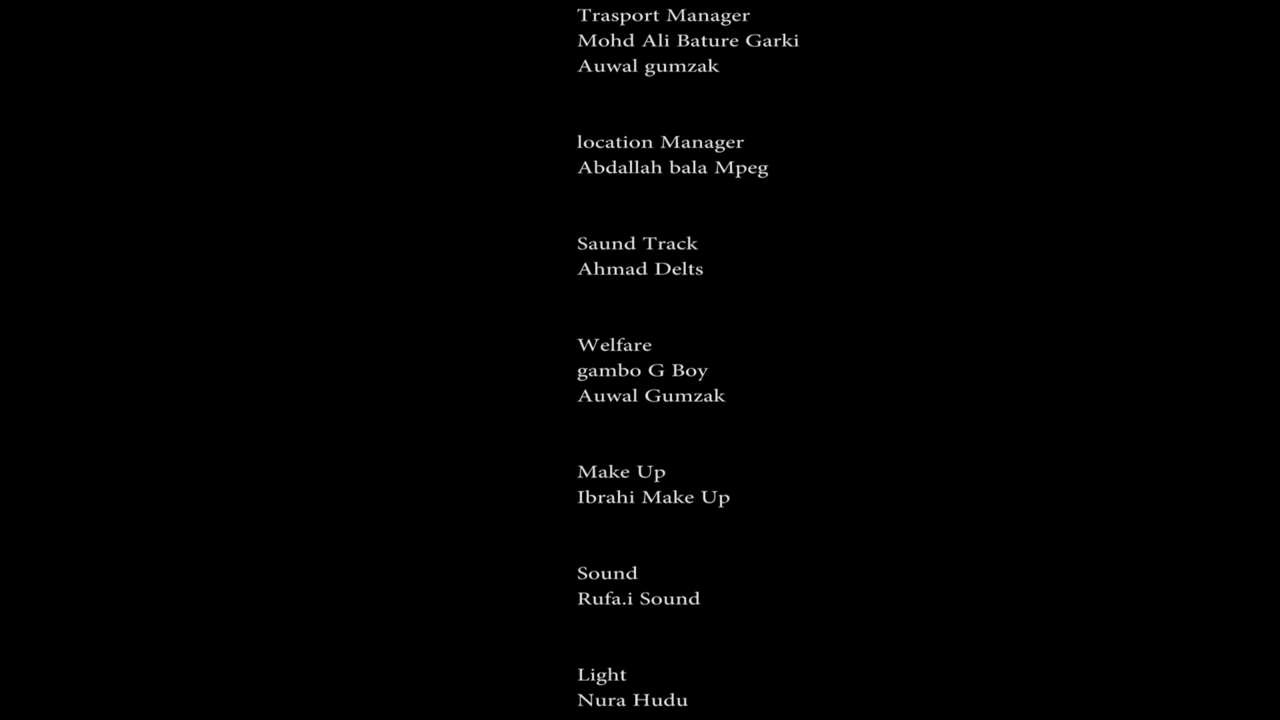 Trasport Manager
Mohd Ali Bature Garki
Auwal gumzak
location Manager
Abdallah bala Mpeg
Saund Track
Ahmad Delts
Welfare
gambo G Boy
Auwal Gumzak
Make Up
Ibrahi Make Up
Sound
Rufa.i Sound
Light
Nura Hudu